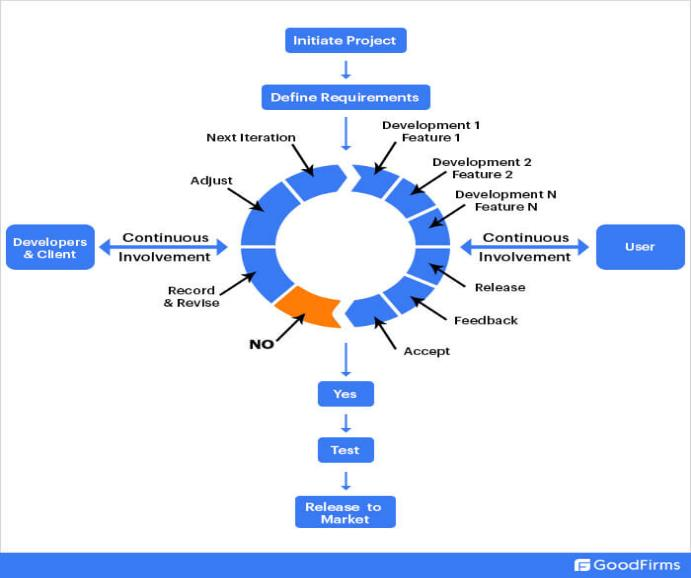 Initiate Project
Define Requirements
Next Iteration
Development 1
Feature 1
Development 2
Feature 2
Adjust
Development N
Feature N
Developers
& Client
Continuous
Involvement
Continuous
Involvement
User
Record
& Revise
Release
Feedback
NO
Accept
Yes
Test
Release to
Market
GoodFirms